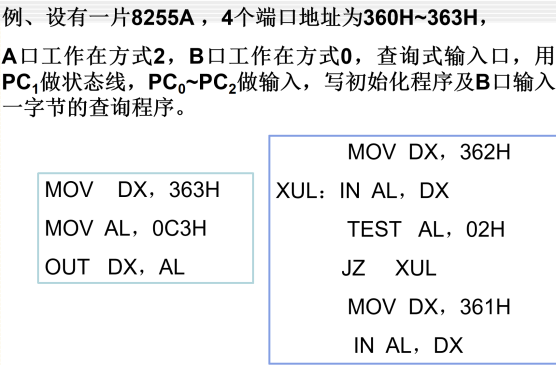 例、设有一片8255A，4个端口地址为360H~363H，
A口工作在方式2，B口工作在方式0，查询式输入口，用
PC₁做状态线，PC₀~PC₂做输入，写初始化程序及B口输入
一字节的查询程序。
MOV DX，363H
MOV AL，0C3H
OUT DX，AL
MOV DX，362H
XUL：IN AL，DX
TEST AL，02H
JZ XUL
MOV DX，361H
IN AL，DX